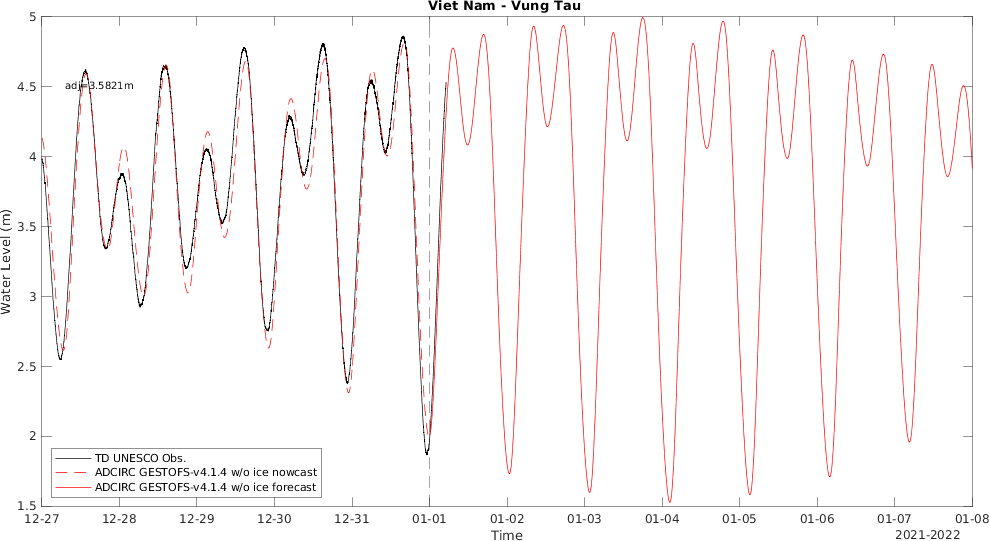 Viet Nam - Vung Tau
5
4.5
4
3.5
3
2.5
2
1.5
Water Level (m)
adj=3.5821m
TD UNESCO Obs.
ADCIRC GESTOFS-v4.1.4 w/o ice nowcast
ADCIRC GESTOFS-v4.1.4 w/o ice forecast
12-27 12-28 12-29 12-30 12-31 01-01 01-02 01-03 01-04 01-05 01-06 01-07 01-08
Time
2021-2022